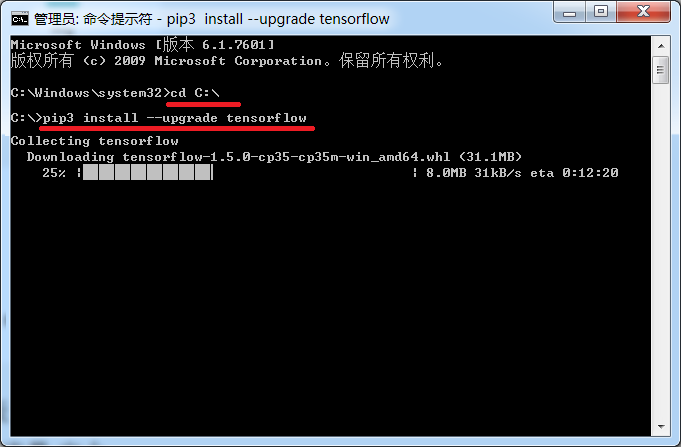 管理员: 命令提示符 - pip3  install --upgrade tensorflow
Microsoft Windows [版本 6.1.7601]
版权所有 (c) 2009 Microsoft Corporation。保留所有权利。
C:\Windows\system32>cd C:\
C:\>pip3 install --upgrade tensorflow
Collecting tensorflow
Downloading tensorflow-1.5.0-cp35-cp35m-win_amd64.whl (31.1MB)
25% | | 8.0MB 31kB/s eta 0:12:20